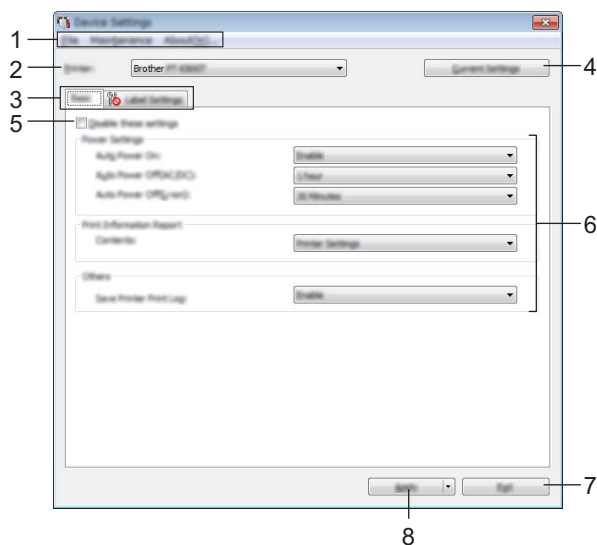 Device Settings
1
File Maintenance About(X)...
2
Printer:
Brother
Current Settings
4
3
Basic
Label Settings
5
Disable these settings
Power Settings
Auto Power On:
Enable
Auto Power Off(AC/DC):
1 hour
Auto Power Off(Li-ion):
30 Minutes
6
Print Information Report
Contents:
Printer Settings
Others
Save Printer Print Log:
Enable
Apply
Exit
7
8